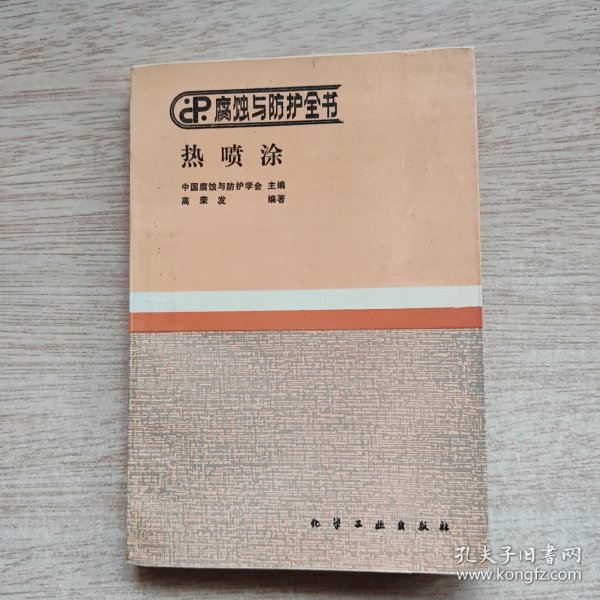 腐蚀与防护全书
热喷涂
中国腐蚀与防护学会 主编
高荣发 编著
化学工业出版社
孔夫子旧书网
www.kongfz.com